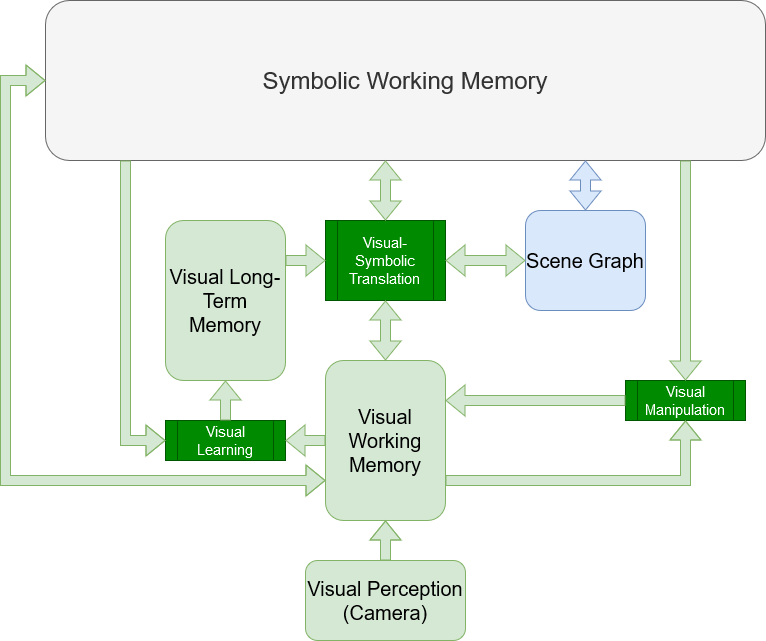 Symbolic Working Memory
Visual-
Symbolic
Translation
Scene Graph
Visual Long-
Term
Memory
Visual
Manipulation
Visual
Working
Memory
Visual
Learning
Visual Perception
(Camera)